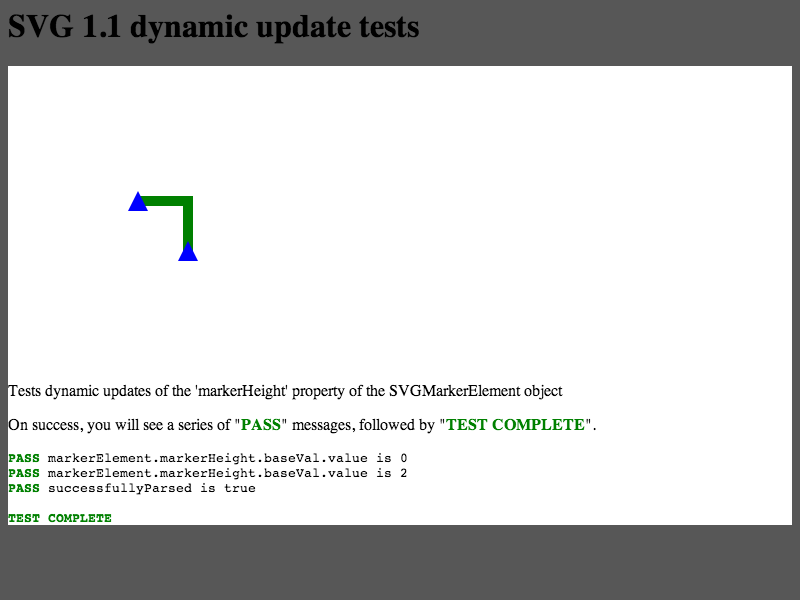 SVG 1.1 dynamic update tests
Tests dynamic updates of the 'markerHeight' property of the SVGMarkerElement object
On success, you will see a series of "PASS" messages, followed by "TEST COMPLETE".
PASS markerElement.markerHeight.baseVal.value is 0
PASS markerElement.markerHeight.baseVal.value is 2
PASS successfullyParsed is true
TEST COMPLETE